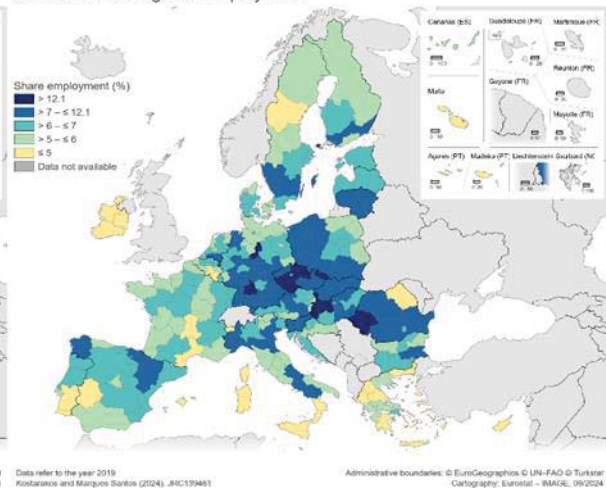 Share employment (%)
> 12.1
> 7 – ≤ 12.1
> 6 – ≤ 7
> 5 – ≤ 6
≤ 5
Data not available
Canarias (ES)
Guadeloupe (FR)
Martinique (FR)
Guyane (FR)
Réunion (FR)
Mayotte (FR)
Malta
Açores (PT)
Madeira (PT)
Liechtenstein
Svalbard (NO
Data refer to the year 2019
Kostarakos and Marques Santos (2024), JRC139461
Administrative boundaries: © EuroGeographics © UN–FAO © Turkstat
Cartography: Eurostat – IMAGE, 09/2024